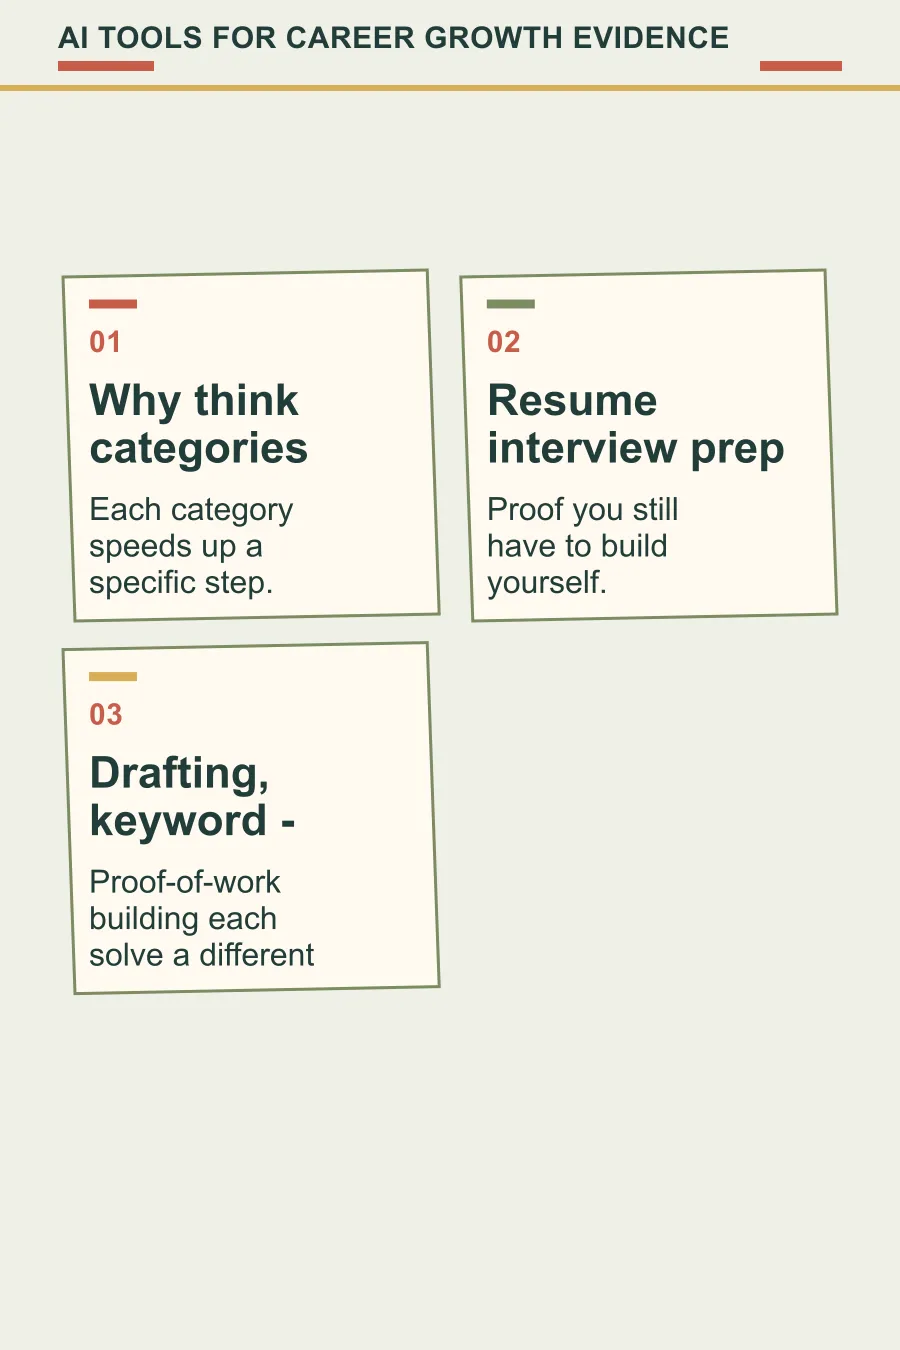 AI TOOLS FOR CAREER GROWTH EVIDENCE
01
Why think
categories
Each category
speeds up a
specific step.
02
Resume
interview prep
Proof you still
have to build
yourself.
03
Drafting,
keyword -
Proof-of-work
building each
solve a different